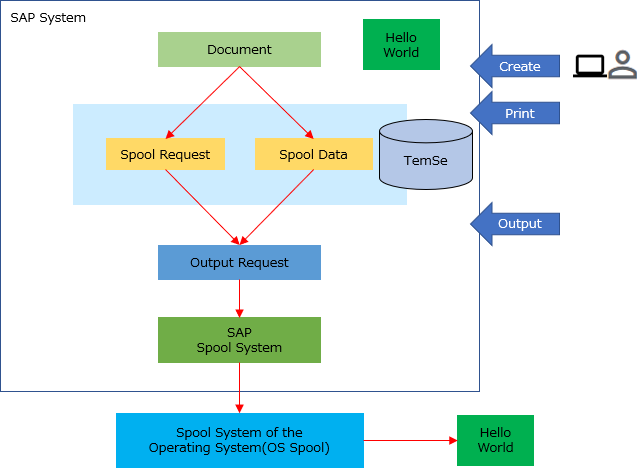 SAP System
Document
Hello
World
Create
Print
Spool Request
Spool Data
TemSe
Output
Output Request
SAP
Spool System
Spool System of the
Operating System(OS Spool)
Hello
World